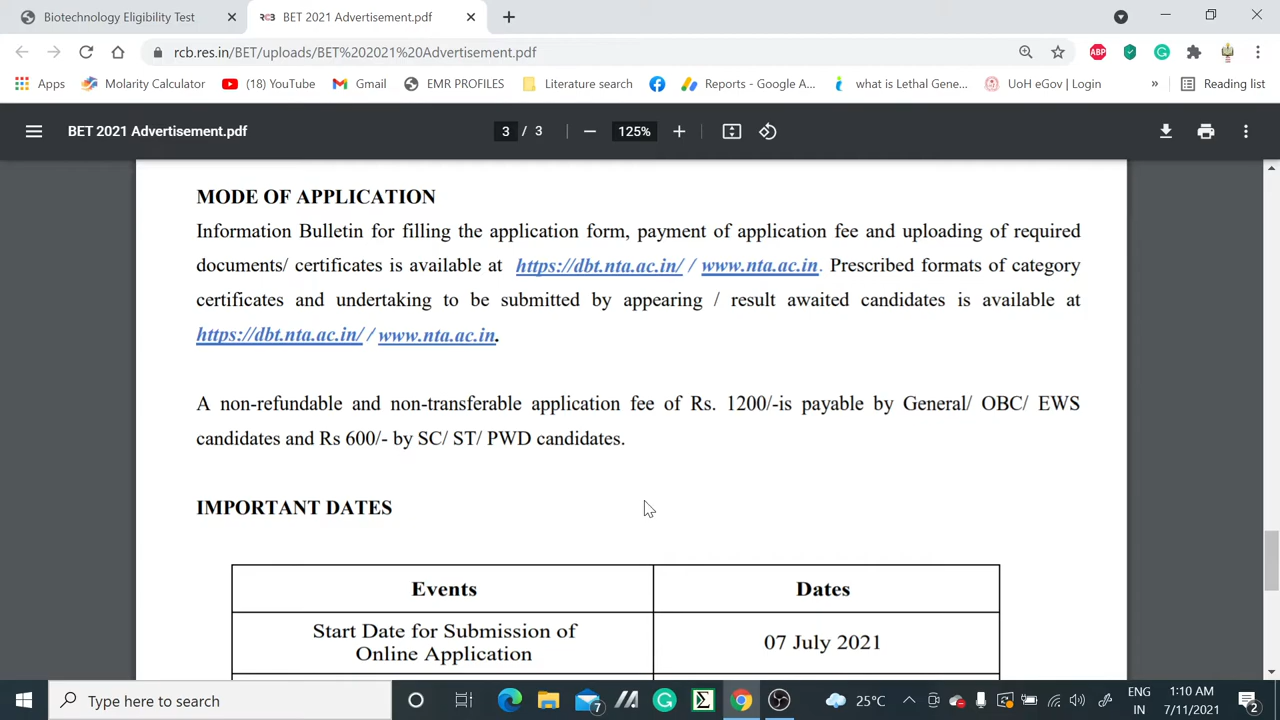 Biotechnology Eligibility Test
RCB BET 2021 Advertisement.pdf
rcb.res.in/BET/uploads/BET%202021%20Advertisement.pdf
ABP
Apps Molarity Calculator (18) YouTube Gmail EMR PROFILES Literature search Reports - Google A... what is Lethal Gene... UoH eGov | Login » Reading list
BET 2021 Advertisement.pdf 3 / 3 125%
MODE OF APPLICATION
Information Bulletin for filling the application form, payment of application fee and uploading of required
documents/ certificates is available at https://dbt.nta.ac.in/ / www.nta.ac.in. Prescribed formats of category
certificates and undertaking to be submitted by appearing / result awaited candidates is available at
https://dbt.nta.ac.in/ / www.nta.ac.in.
A non-refundable and non-transferable application fee of Rs. 1200/-is payable by General/ OBC/ EWS
candidates and Rs 600/- by SC/ ST/ PWD candidates.
IMPORTANT DATES
Events Dates
Start Date for Submission of
Online Application
07 July 2021
Type here to search
7
25°C
ENG
IN
1:10 AM
7/11/2021
2